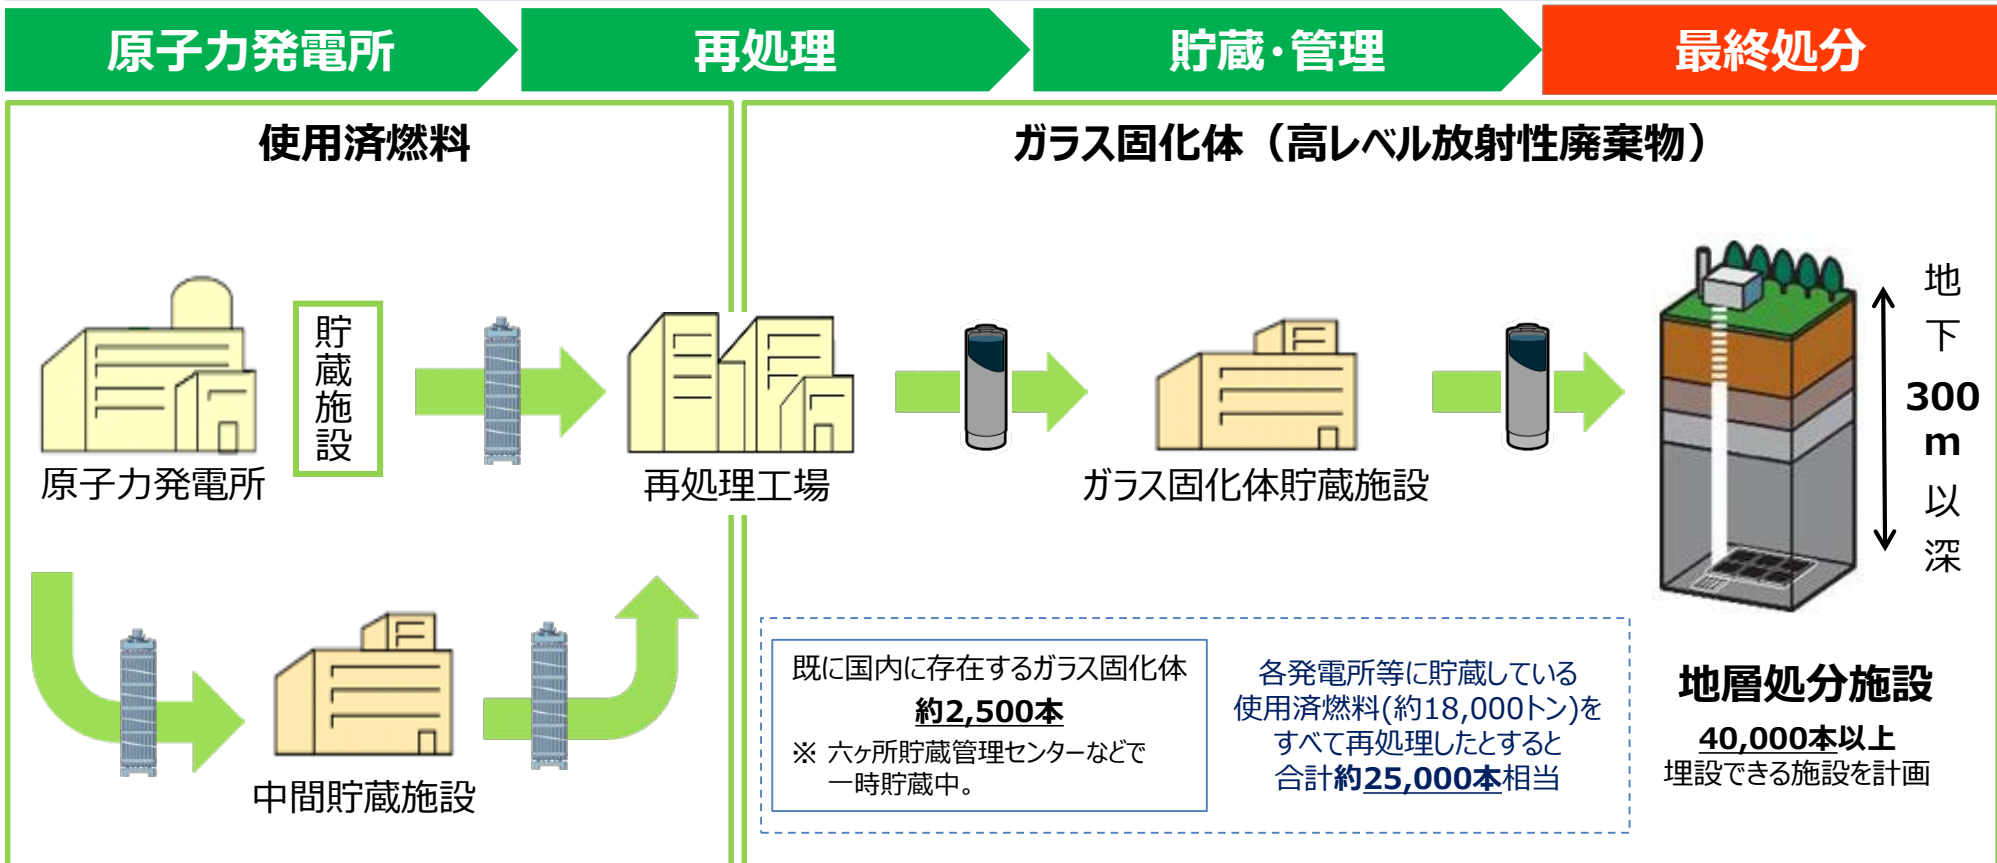 原子力発電所
再処理
貯蔵・管理
最終処分
使用済燃料
ガラス固化体（高レベル放射性廃棄物）
貯蔵施設
原子力発電所
再処理工場
ガラス固化体貯蔵施設
地下300m以深
中間貯蔵施設
既に国内に存在するガラス固化体
約2,500本
※ 六ヶ所貯蔵管理センターなどで
一時貯蔵中。
各発電所等に貯蔵している
使用済燃料(約18,000トン)を
すべて再処理したとすると
合計約25,000本相当
地層処分施設
40,000本以上
埋設できる施設を計画